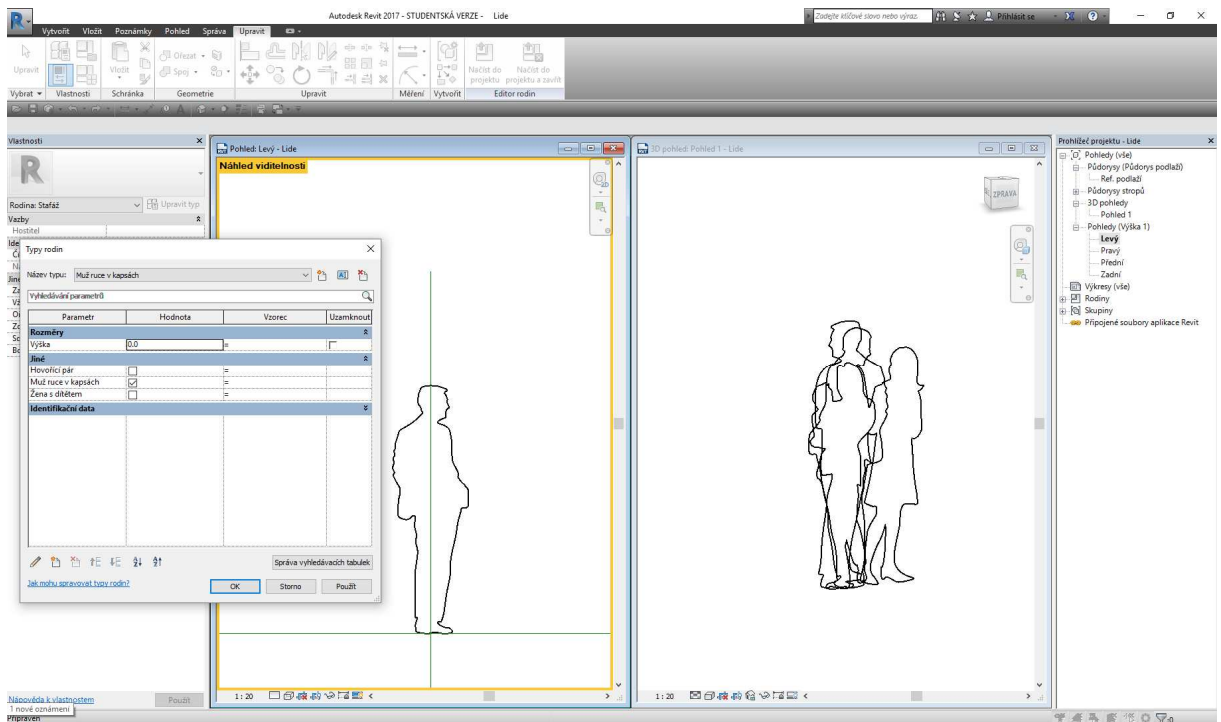 Autodesk Revit 2017 - STUDENTSKÁ VERZE - Lide
Zadejte klíčové slovo nebo výraz.
Přihlásit se
Vytvořit Vložit Poznámky Pohled Správa Upravit
Upravit
Vložit
Ořezat
Spoj
Načíst do projektu
Načíst do projektu a zavřít
Vybrat Vlastnosti Schránka Geometrie Upravit Měření Vytvořit Editor rodin
Vlastnosti
Rodina: Stafáž
Upravit typ
Vazby
Hostitel
Typy rodin
Název typu: Muž ruce v kapsách
Vyhledávání parametrů
Parametr Hodnota Vzorec Uzamknout
Rozměry
Výška 0.0 =
Jiné
Hovořící pár =
Muž ruce v kapsách =
Žena s dítětem =
Identifikační data
Správa vyhledávacích tabulek
Jak mohu spravovat typy rodin?
OK Storno Použít
Nápověda k vlastnostem
Použít
1 nové oznámení
Připraven
Pohled: Levý - Lide
Náhled viditelnosti
2D
1 : 20
3D pohled: Pohled 1 - Lide
ZPRAVA
1 : 20
Prohlížeč projektu - Lide
Pohledy (vše)
Půdorysy (Půdorys podlaží)
Ref. podlaží
Půdorysy stropů
3D pohledy
Pohled 1
Pohledy (Výška 1)
Levý
Pravý
Přední
Zadní
Výkresy (vše)
Rodiny
Skupiny
Připojené soubory aplikace Revit